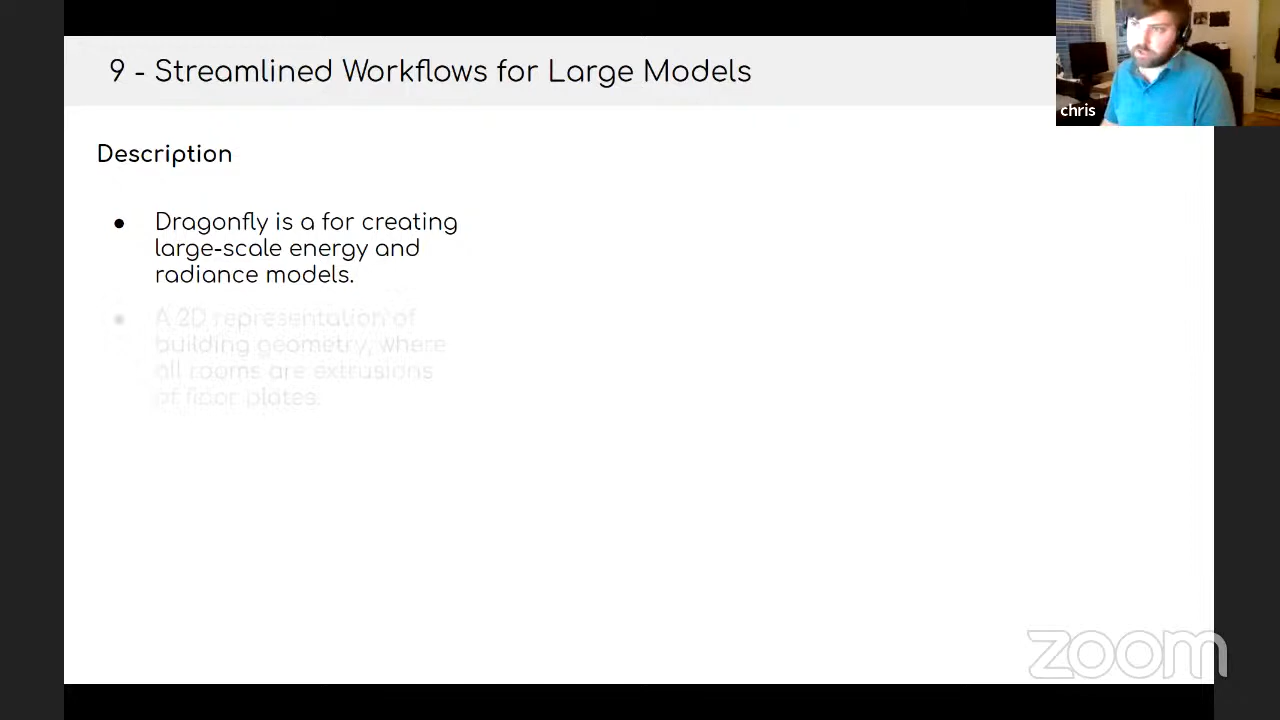 9 - Streamlined Workflows for Large Models
chris
Description
● Dragonfly is a for creating
large-scale energy and
radiance models.
● A 2D representation of
building geometry, where
all rooms are extrusions
of floor plates.
zoom